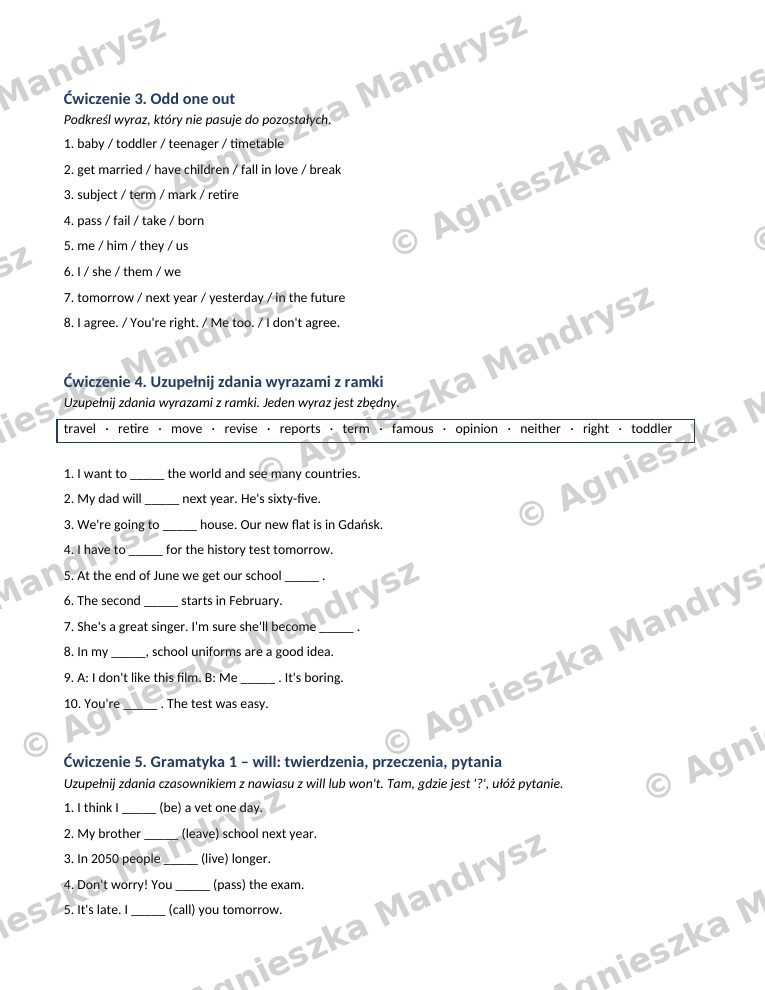 Ćwiczenie 3. Odd one out
Podkreśl wyraz, który nie pasuje do pozostałych.
1. baby / toddler / teenager / timetable
2. get married / have children / fall in love / break
3. subject / term / mark / retire
4. pass / fail / take / born
5. me / him / they / us
6. I / she / them / we
7. tomorrow / next year / yesterday / in the future
8. I agree. / You're right. / Me too. / I don't agree.
Ćwiczenie 4. Uzupełnij zdania wyrazami z ramki
Uzupełnij zdania wyrazami z ramki. Jeden wyraz jest zbędny.
travel · retire · move · revise · reports · term · famous · opinion · neither · right · toddler
1. I want to _____ the world and see many countries.
2. My dad will _____ next year. He's sixty-five.
3. We're going to _____ house. Our new flat is in Gdańsk.
4. I have to _____ for the history test tomorrow.
5. At the end of June we get our school _____ .
6. The second _____ starts in February.
7. She's a great singer. I'm sure she'll become _____ .
8. In my _____, school uniforms are a good idea.
9. A: I don't like this film. B: Me _____ . It's boring.
10. You're _____ . The test was easy.
Ćwiczenie 5. Gramatyka 1 – will: twierdzenia, przeczenia, pytania
Uzupełnij zdania czasownikiem z nawiasu z will lub won't. Tam, gdzie jest '?', ułóż pytanie.
1. I think I _____ (be) a vet one day.
2. My brother _____ (leave) school next year.
3. In 2050 people _____ (live) longer.
4. Don't worry! You _____ (pass) the exam.
5. It's late. I _____ (call) you tomorrow.
© Agnieszka Mandrysz